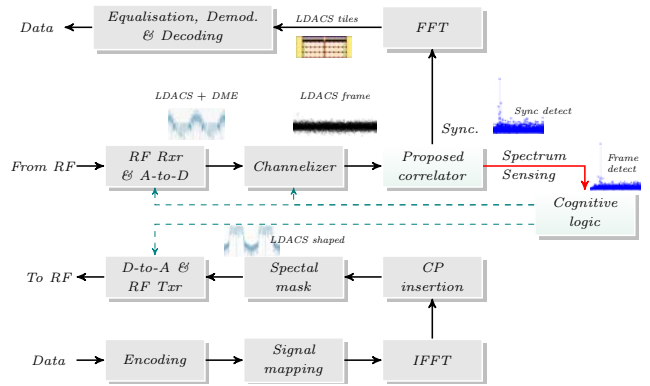 Data
Equalisation, Demod.
& Decoding
LDACS tiles
FFT
LDACS + DME
LDACS frame
Sync.
Sync detect
From RF
RF Rxr
& A-to-D
Channelizer
Proposed
correlator
Spectrum
Sensing
Frame
detect
Cognitive
logic
LDACS shaped
To RF
D-to-A &
RF Txr
Spectal
mask
CP
insertion
Data
Encoding
Signal
mapping
IFFT